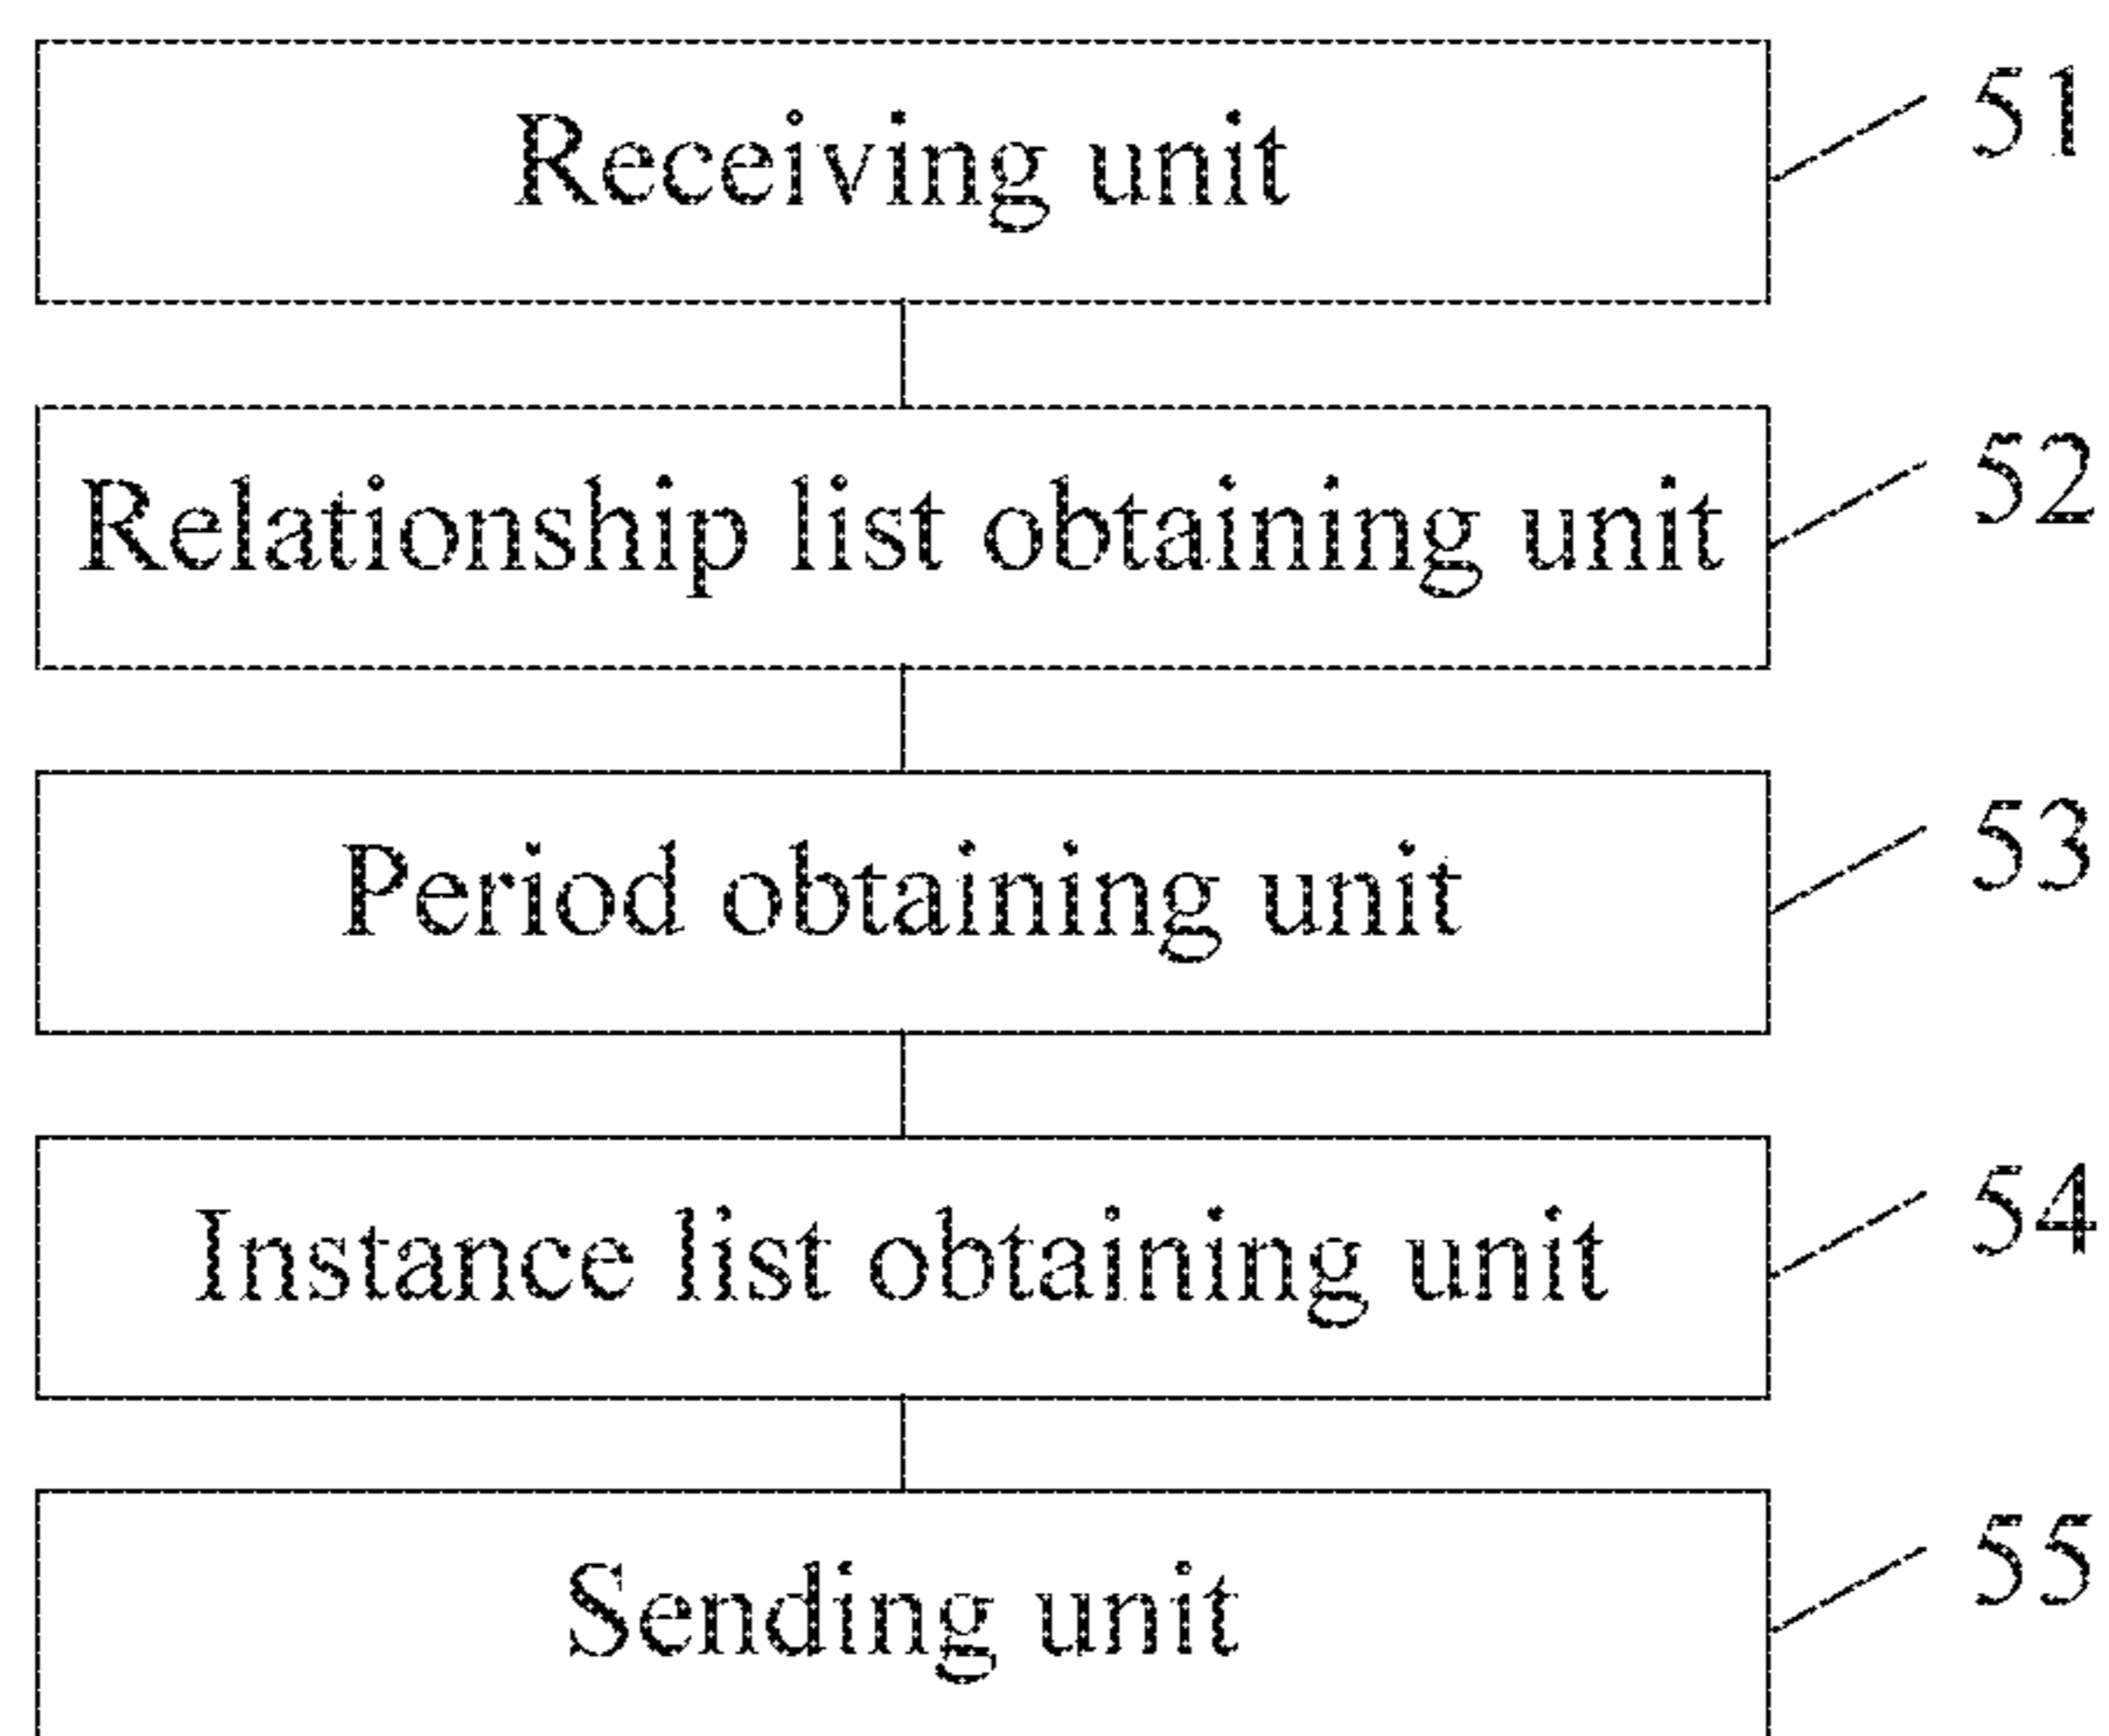 Receiving unit 51
Relationship list obtaining unit 52
Period obtaining unit 53
Instance list obtaining unit 54
Sending unit 55